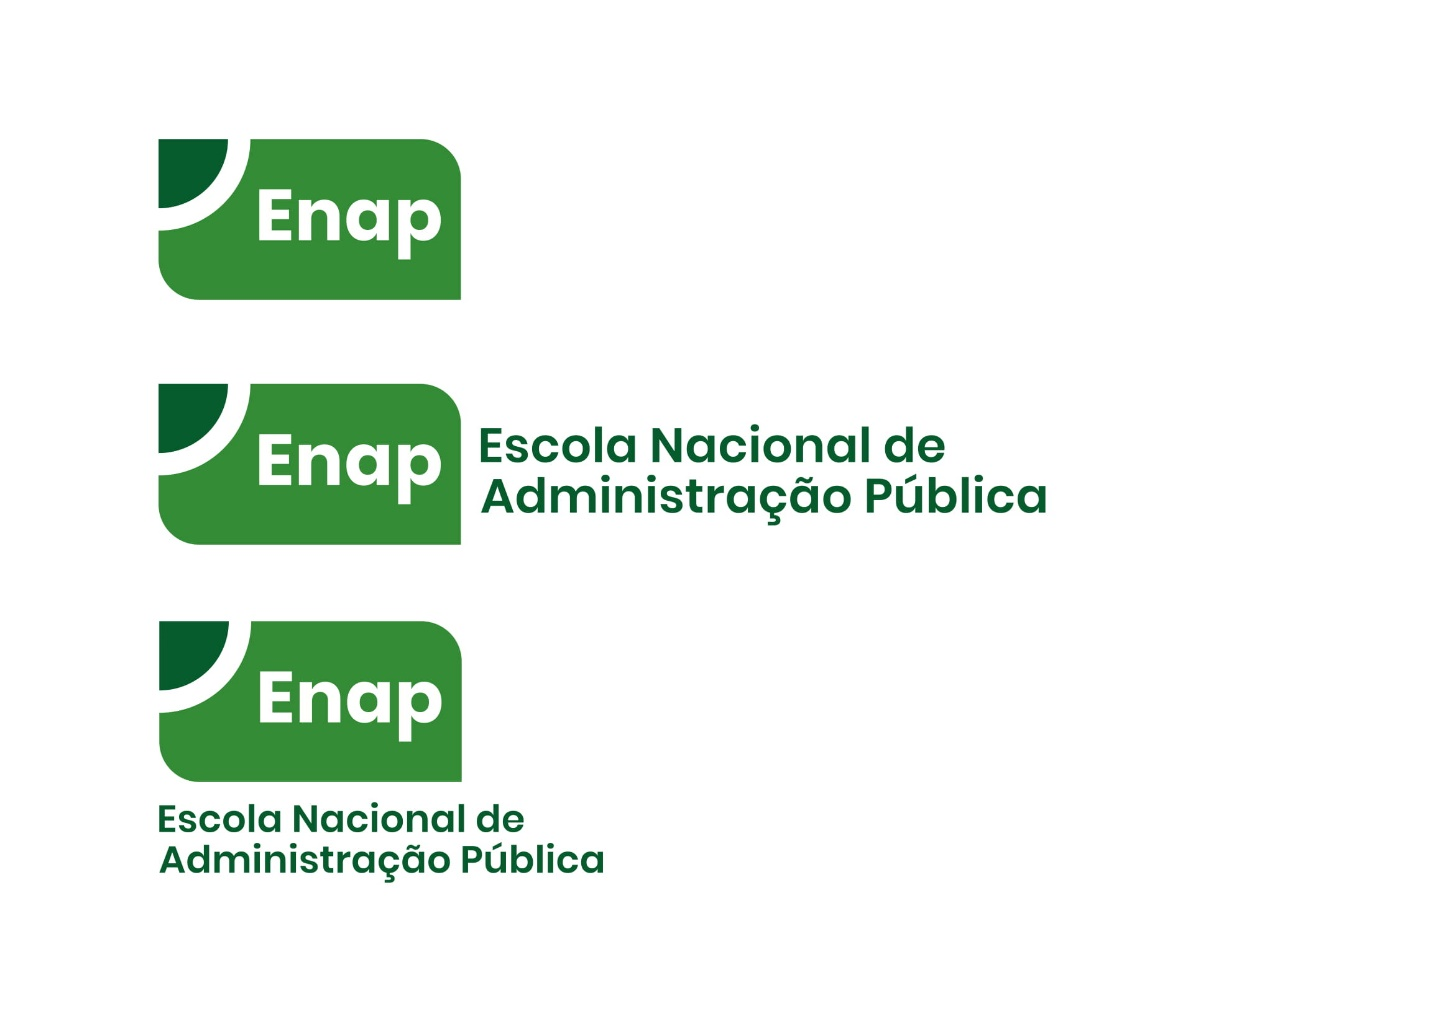 Enap
Enap
Escola Nacional de
Administração Pública
Enap
Escola Nacional de
Administração Pública